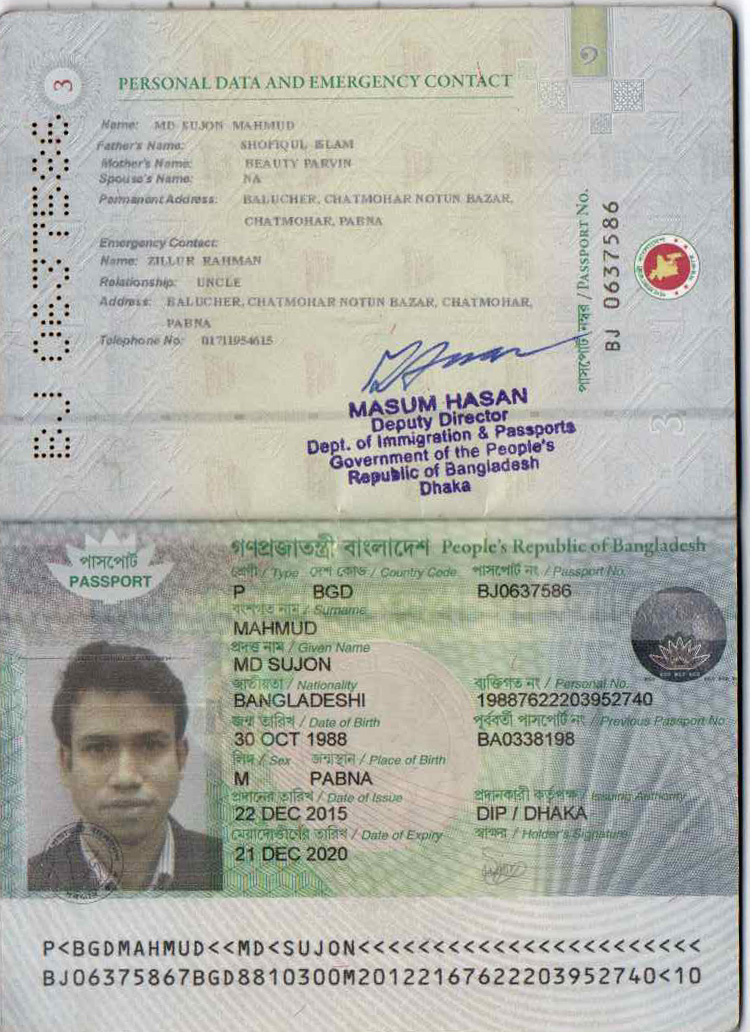 3
PERSONAL DATA AND EMERGENCY CONTACT
Name: MD SUJON MAHMUD
Father's Name: SHOFIQUL ISLAM
Mother's Name: BEAUTY PARVIN
Spouse's Name: NA
Permanent Address: BALUCHER, CHATMOHAR NOTUN BAZAR,
CHATMOHAR, PABNA
Emergency Contact:
Name: ZILLUR RAHMAN
Relationship: UNCLE
Address: BALUCHER, CHATMOHAR NOTUN BAZAR, CHATMOHAR,
PABNA
Telephone No: 01711954615
পাসপোর্ট নম্বর / PASSPORT No.
BJ 0637586
MASUM HASAN
Deputy Director
Dept. of Immigration & Passports
Government of the People's
Republic of Bangladesh
Dhaka
পাসপোর্ট
PASSPORT
গণপ্রজাতন্ত্রী বাংলাদেশ People's Republic of Bangladesh
শ্রেণী / Type দেশ কোড / Country Code পাসপোর্ট নং / Passport No.
P BGD BJ0637586
বংশগত নাম / Surname
MAHMUD
প্রদত্ত নাম / Given Name
MD SUJON
জাতীয়তা / Nationality ব্যক্তিগত নং / Personal No.
BANGLADESHI 19887622203952740
জন্ম তারিখ / Date of Birth পূর্ববর্তী পাসপোর্ট নং / Previous Passport No.
30 OCT 1988 BA0338198
লিঙ্গ / Sex জন্মস্থান / Place of Birth
M PABNA
প্রদানের তারিখ / Date of Issue প্রদানকারী কর্তৃপক্ষ / Issuing Authority
22 DEC 2015 DIP / DHAKA
মেয়াদোত্তীর্ণের তারিখ / Date of Expiry স্বাক্ষর / Holder's Signature
21 DEC 2020
P<BGDMAHMUD<<MD<SUJON<<<<<<<<<<<<<<<<<<<<<<<
BJ06375867BGD8810300M20122167622203952740<10